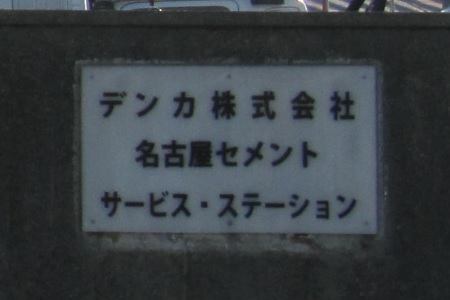 デンカ株式会社
名古屋セメント
サービス・ステーション